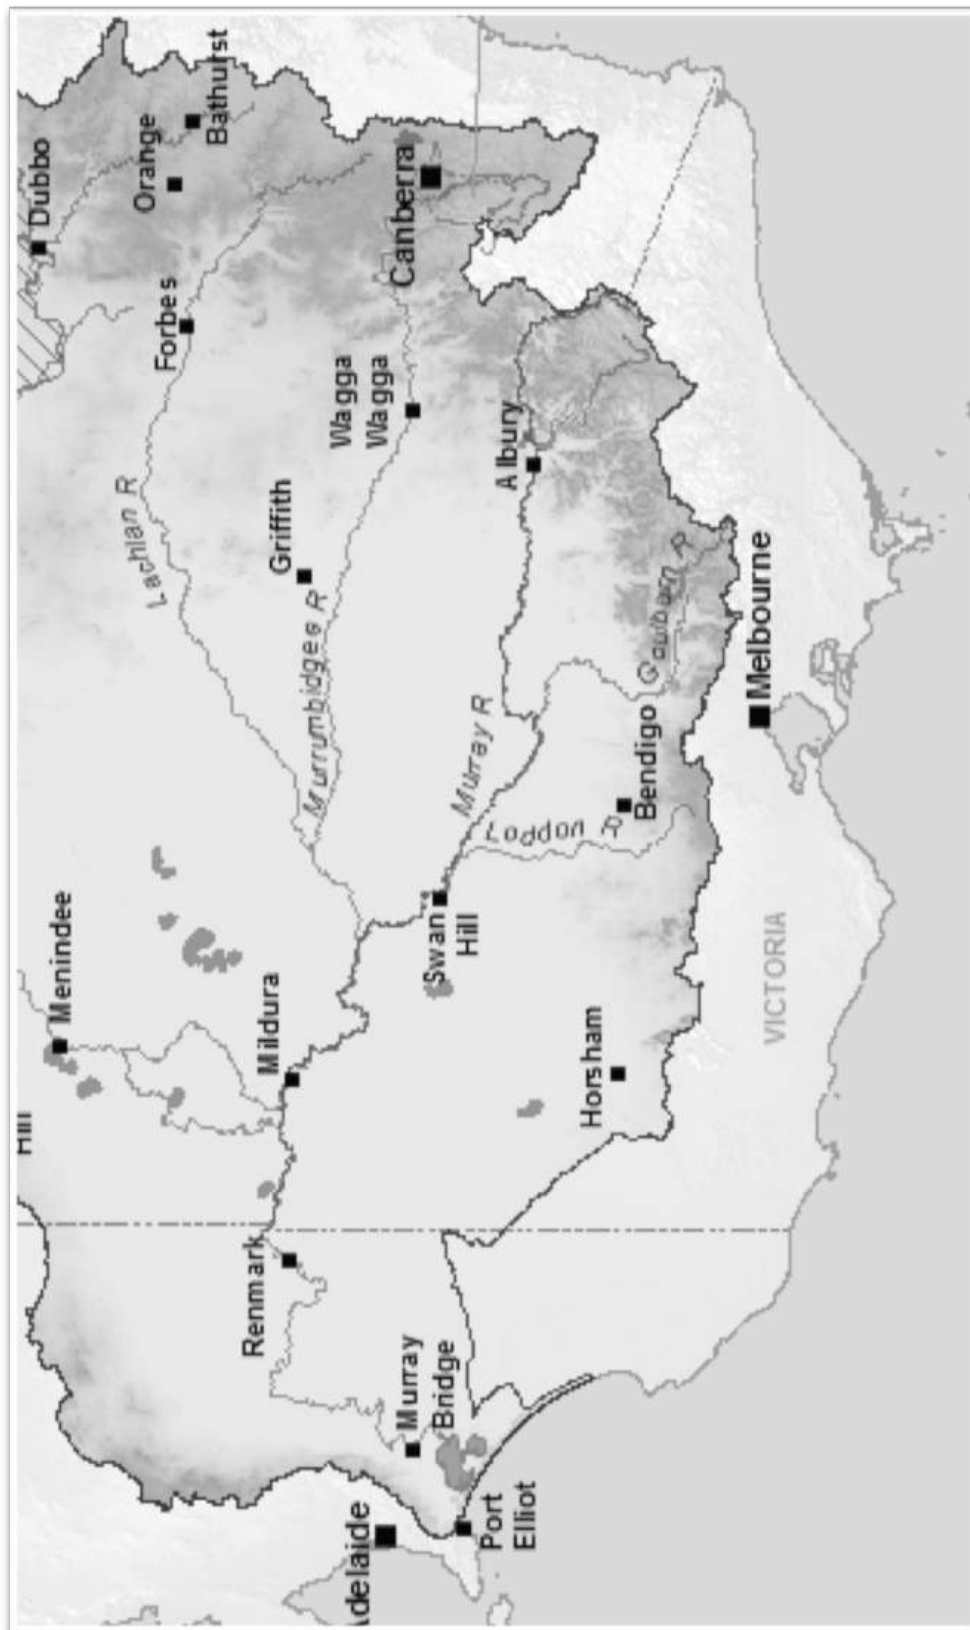 Hill
Dubbo
Menindee
Lachlan R
Orange
Forbes
Bathurst
Griffith
Mildura
Renmark
Murrumbidgee R
Wagga
Wagga
Adelaide
Canberra
Murray
Bridge
Swan
Hill
Murray R
Port
Elliot
Albury
Loddon R
Horsham
Bendigo
Goulburn R
Melbourne
VICTORIA